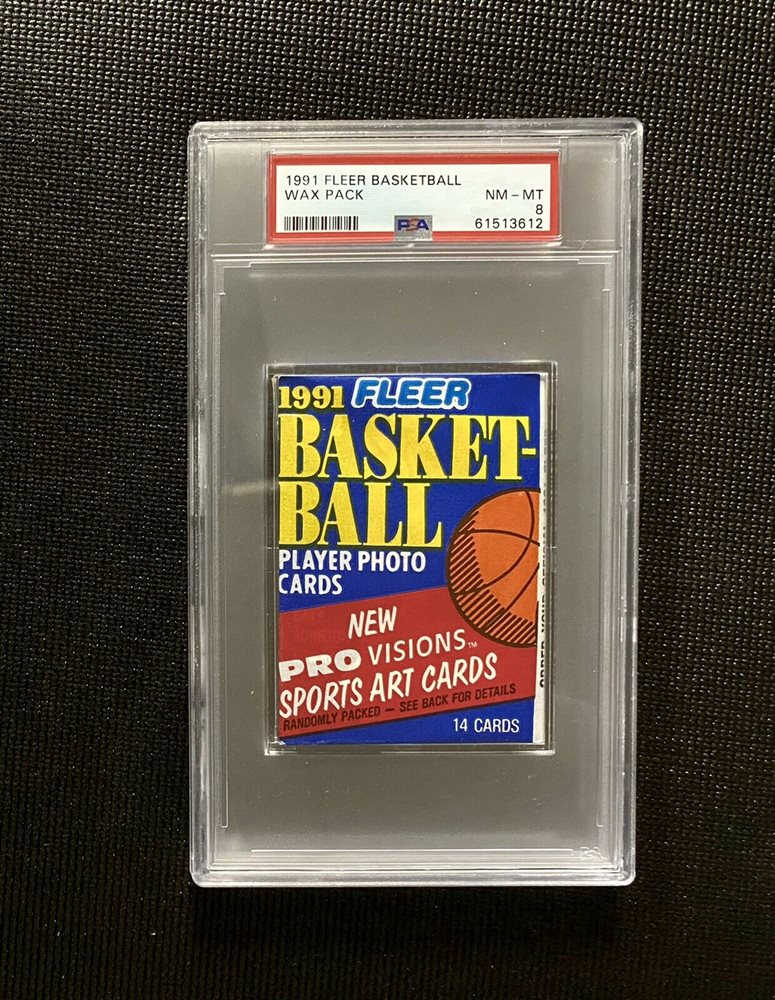 1991 FLEER BASKETBALL
WAX PACK
NM – MT
8
PSA
61513612
1991 FLEER
BASKET-
BALL
PLAYER PHOTO
CARDS
NEW
PRO VISIONS™
SPORTS ART CARDS
RANDOMLY PACKED — SEE BACK FOR DETAILS
14 CARDS